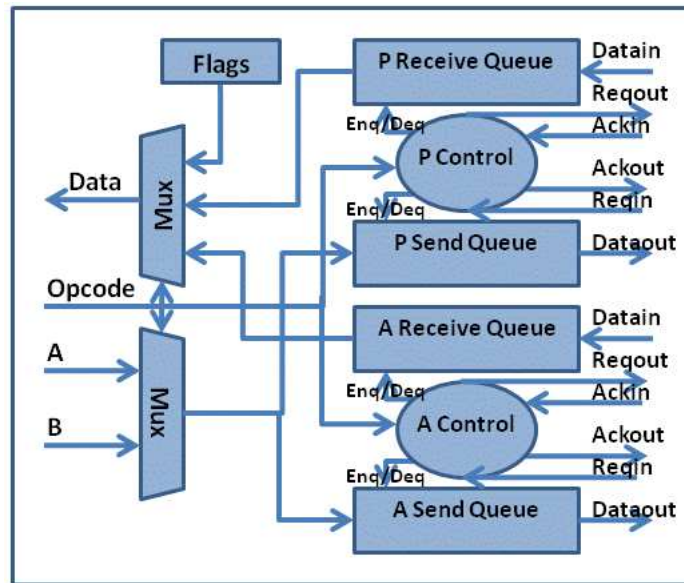 Flags
P Receive Queue
Datain
Reqout
Enq/Deq
Ackin
P Control
Mux
Data
Ackout
Enq/Deq
Reqin
P Send Queue
Dataout
Opcode
A Receive Queue
Datain
A
Reqout
Enq/Deq
Ackin
Mux
A Control
B
Ackout
Enq/Deq
Reqin
A Send Queue
Dataout